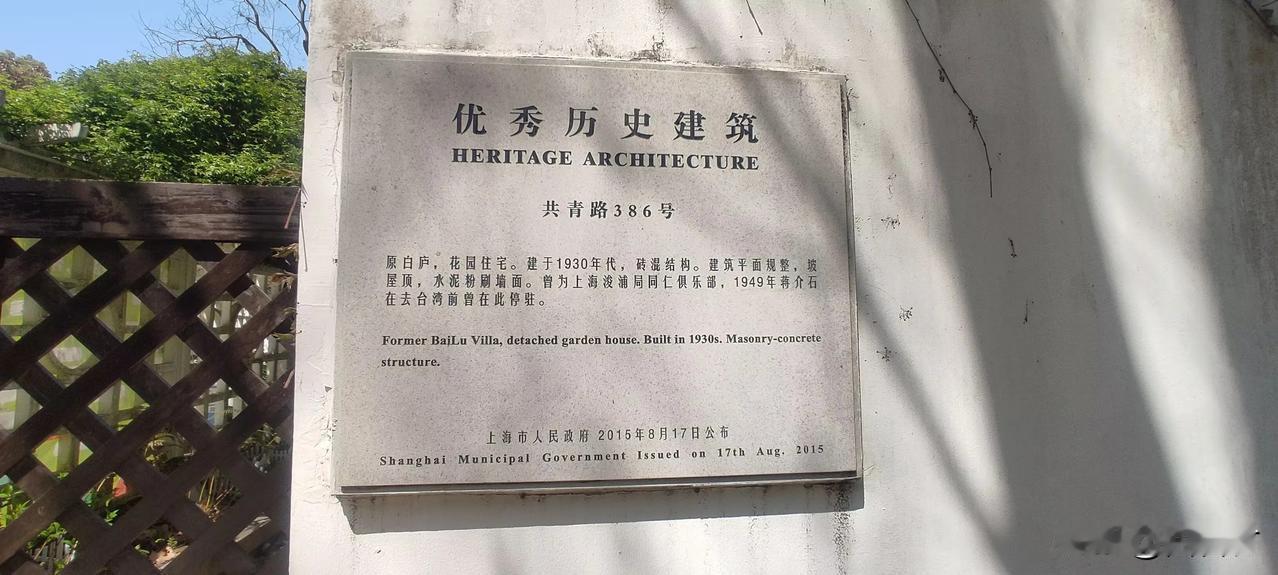 优秀历史建筑
HERITAGE ARCHITECTURE
共青路386号
原白庐，花园住宅。建于1930年代，砖混结构。建筑平面规整，坡
屋顶，水泥粉刷墙面。曾为上海浚浦局同仁俱乐部，1949年蒋介石
在去台湾前曾在此停驻。
Former BaiLu Villa, detached garden house. Built in 1930s. Masonry-concrete
structure.
上海市人民政府 2015年8月17日公布
Shanghai Municipal Government Issued on 17th Aug. 2015